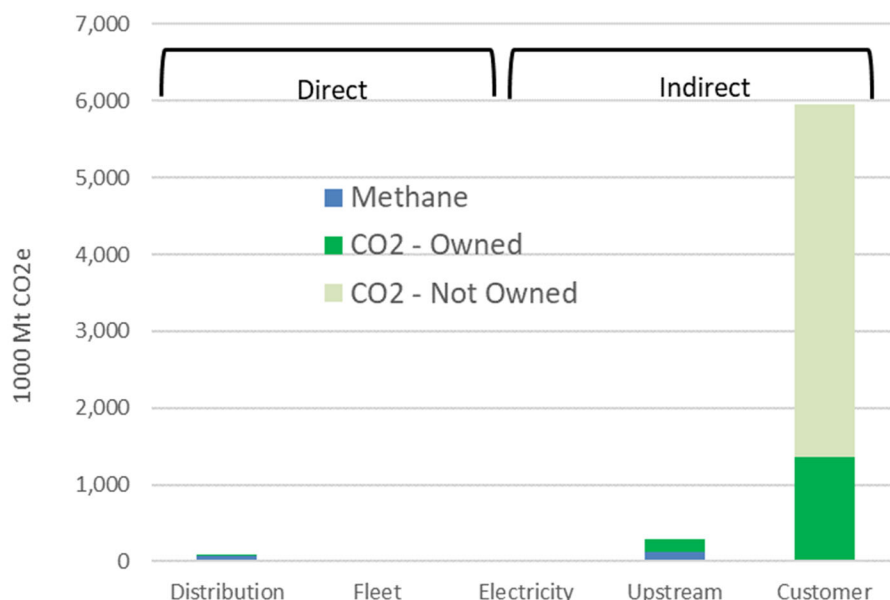 7,000
Direct
Indirect
6,000
5,000
Methane
4,000
CO2 - Owned
CO2 - Not Owned
3,000
2,000
1,000
0
1000 Mt CO2e
Distribution Fleet Electricity Upstream Customer